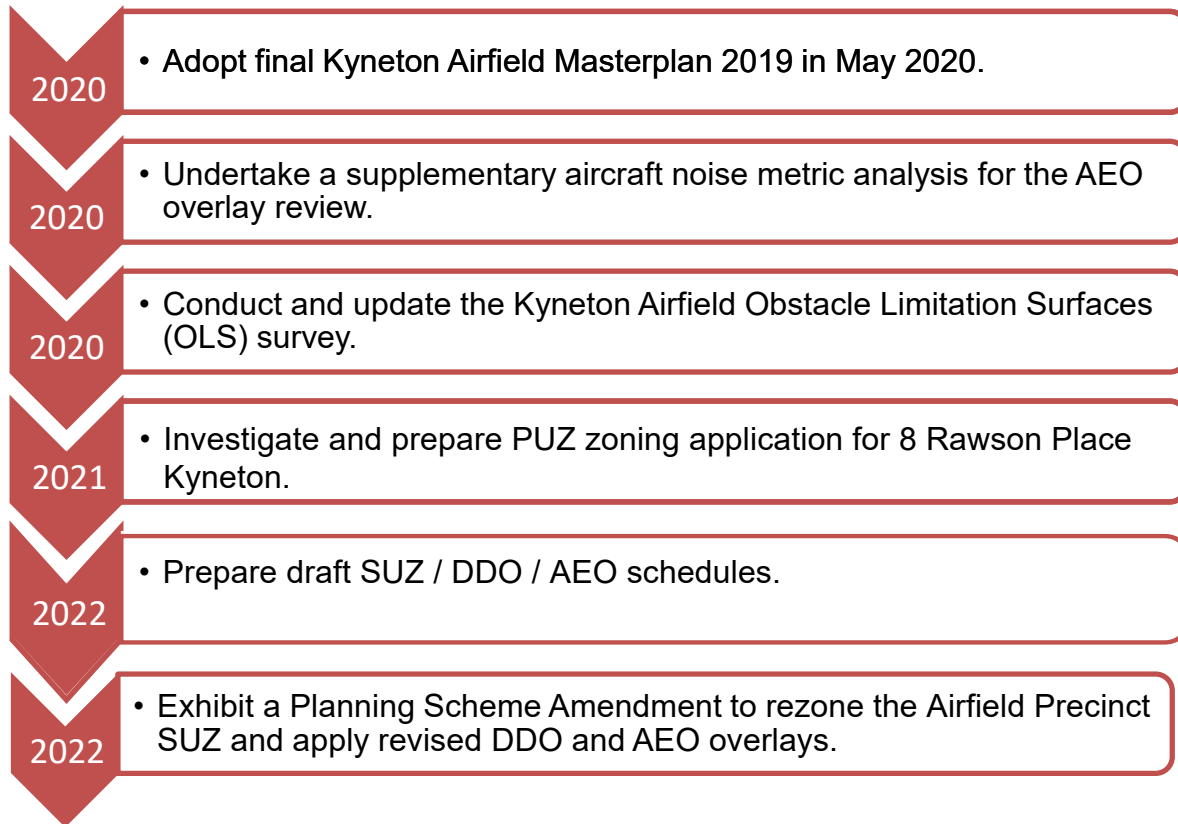 2020
• Adopt final Kyneton Airfield Masterplan 2019 in May 2020.
2020
• Undertake a supplementary aircraft noise metric analysis for the AEO
overlay review.
2020
• Conduct and update the Kyneton Airfield Obstacle Limitation Surfaces
(OLS) survey.
2021
• Investigate and prepare PUZ zoning application for 8 Rawson Place
Kyneton.
2022
• Prepare draft SUZ / DDO / AEO schedules.
2022
• Exhibit a Planning Scheme Amendment to rezone the Airfield Precinct
SUZ and apply revised DDO and AEO overlays.